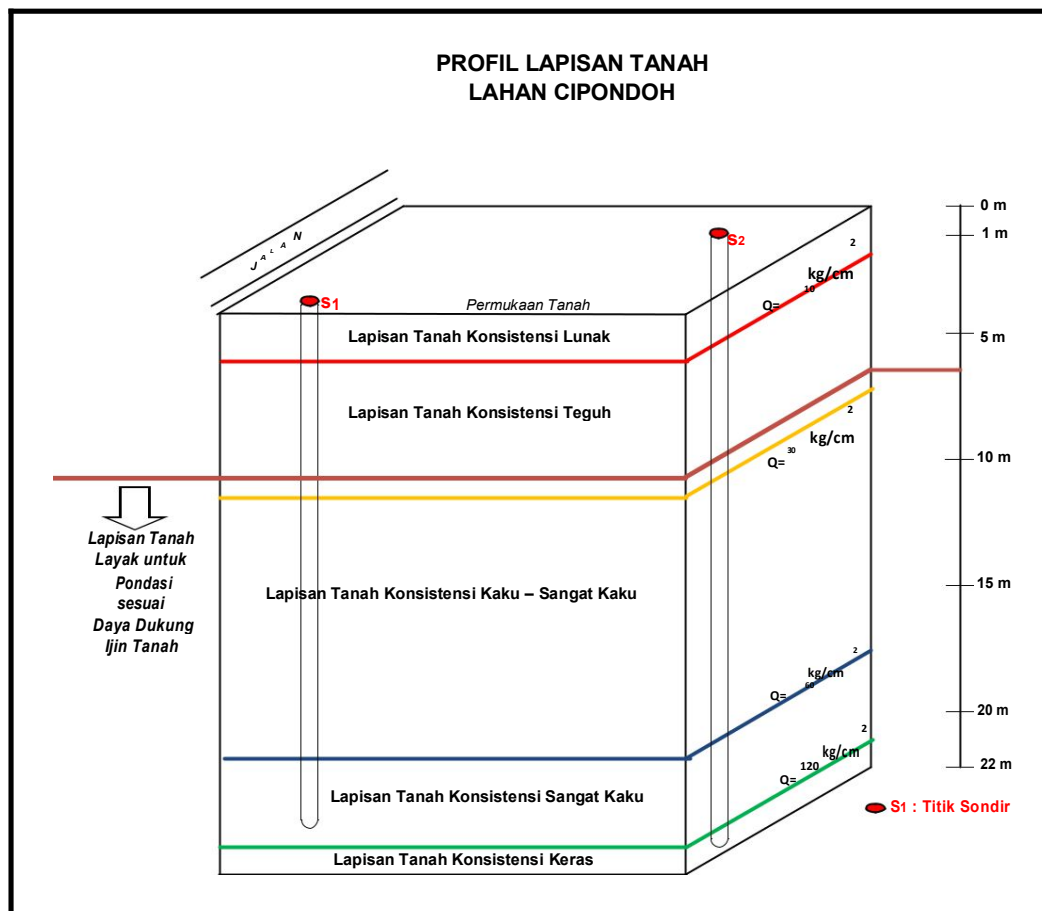 PROFIL LAPISAN TANAH
LAHAN CIPONDOH
JALAN
S1
S2
Permukaan Tanah
Lapisan Tanah Konsistensi Lunak
Lapisan Tanah Konsistensi Teguh
Lapisan Tanah Konsistensi Kaku – Sangat Kaku
Lapisan Tanah Konsistensi Sangat Kaku
Lapisan Tanah Konsistensi Keras
Lapisan Tanah
Layak untuk
Pondasi
sesuai
Daya Dukung
Ijin Tanah
Q= 10 kg/cm 2
Q= 30 kg/cm 2
Q= 60 kg/cm 2
Q= 120 kg/cm 2
0 m
1 m
5 m
10 m
15 m
20 m
22 m
S1 : Titik Sondir